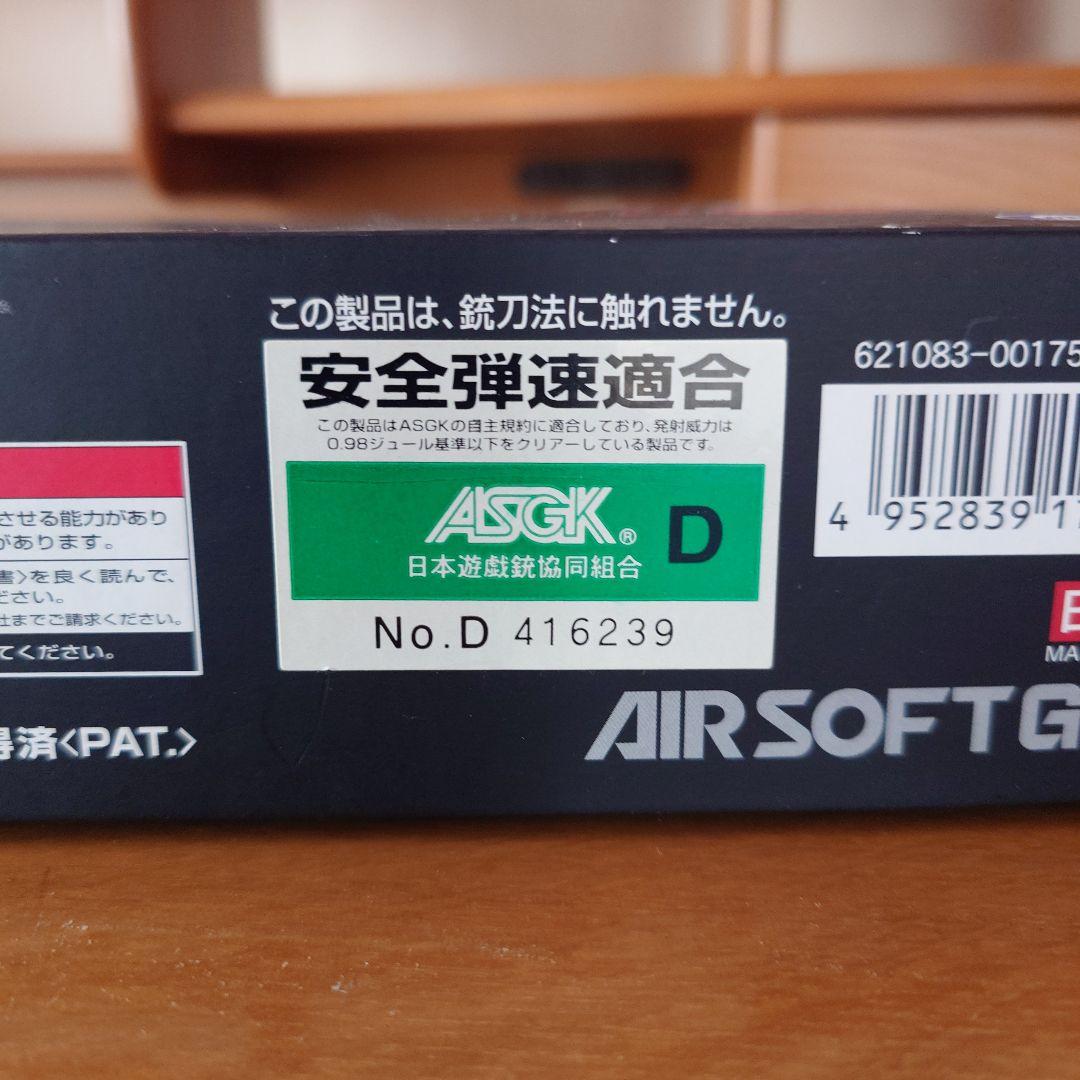 この製品は、銃刀法に触れません。
安全弾速適合
この製品はASGKの自主規約に適合しており、発射威力は
0.98ジュール基準以下をクリアーしている製品です。
ASGK®
日本遊戯銃協同組合
D
No.D 416239
621083-00175
4 952839 17
させる能力があり
があります。
書〉を良く読んで、
ださい。
社までご請求ください。
てください。
得済〈PAT.〉
日
MA
AIRSOFT G